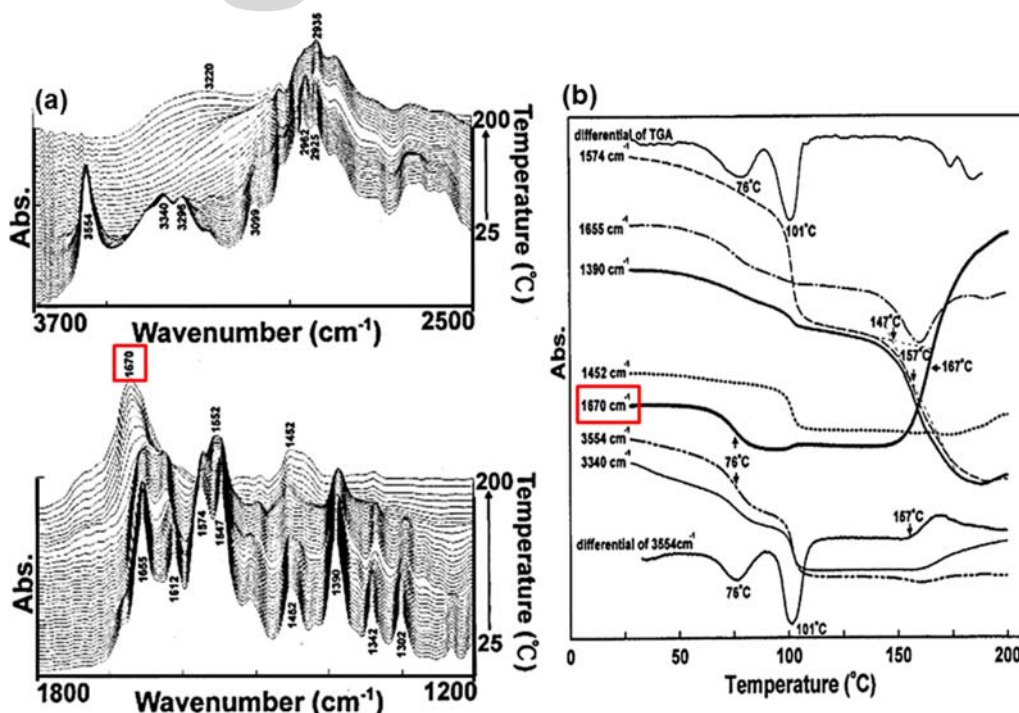 (a)
2935
3220
2962
2925
3554
3340
3296
3099
200
25
Temperature (°C)
Abs.
3700
2500
Wavenumber (cm-1)
1670
1552
1452
1574
1547
1655
1612
1452
1390
1342
1302
200
25
Temperature (°C)
Abs.
1800
1200
Wavenumber (cm-1)
(b)
differential of TGA
1574 cm-1
76°C
101°C
1655 cm-1
1390 cm-1
147°C
157°C
167°C
1452 cm-1
1670 cm-1
3554 cm-1
76°C
3340 cm-1
157°C
differential of 3554cm-1
76°C
101°C
Abs.
0 50 100 150 200
Temperature (°C)